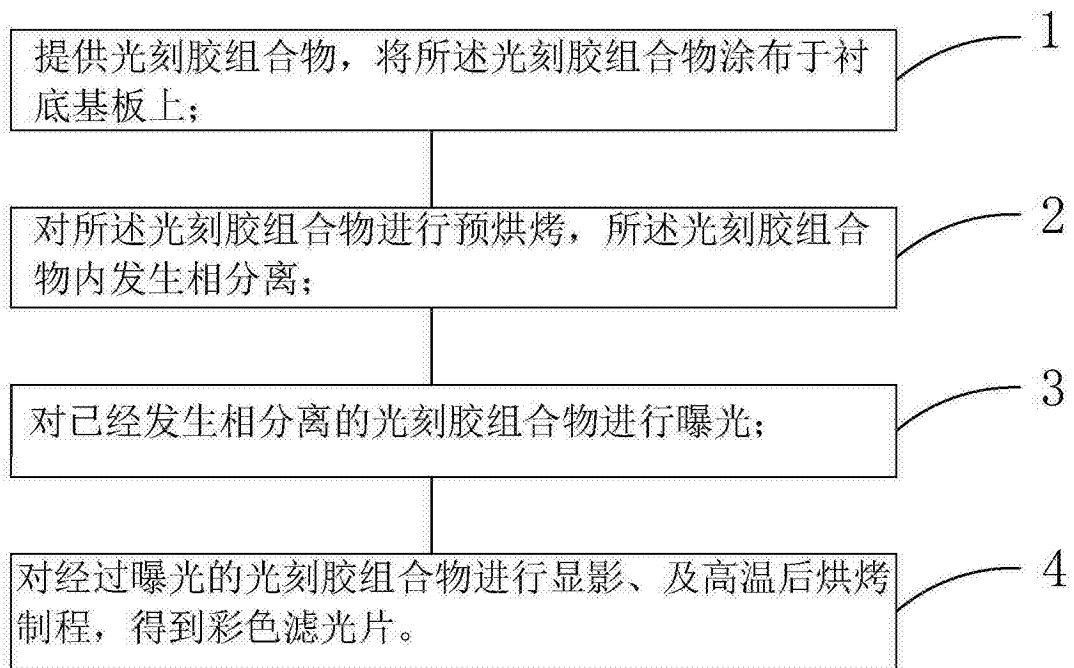 1
提供光刻胶组合物，将所述光刻胶组合物涂布于衬
底基板上；
2
对所述光刻胶组合物进行预烘烤，所述光刻胶组合
物内发生相分离；
3
对已经发生相分离的光刻胶组合物进行曝光；
4
对经过曝光的光刻胶组合物进行显影、及高温后烘烤
制程，得到彩色滤光片。